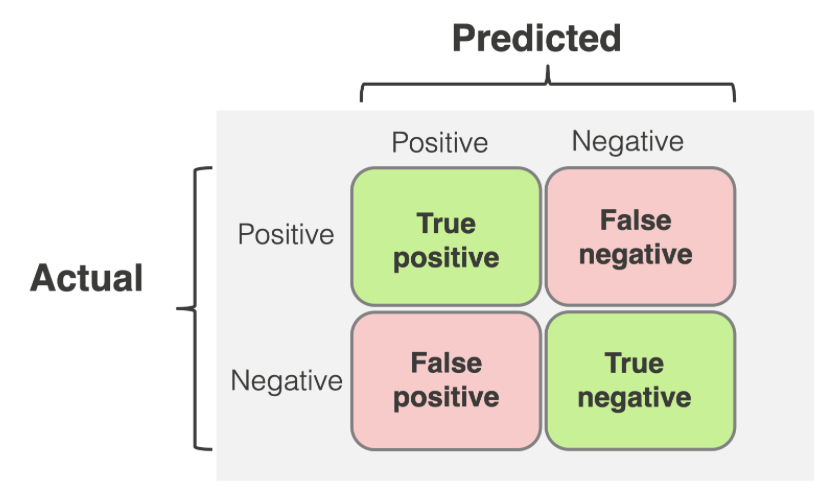 Predicted
Positive
Negative
Actual
Positive
True
positive
False
negative
Negative
False
positive
True
negative